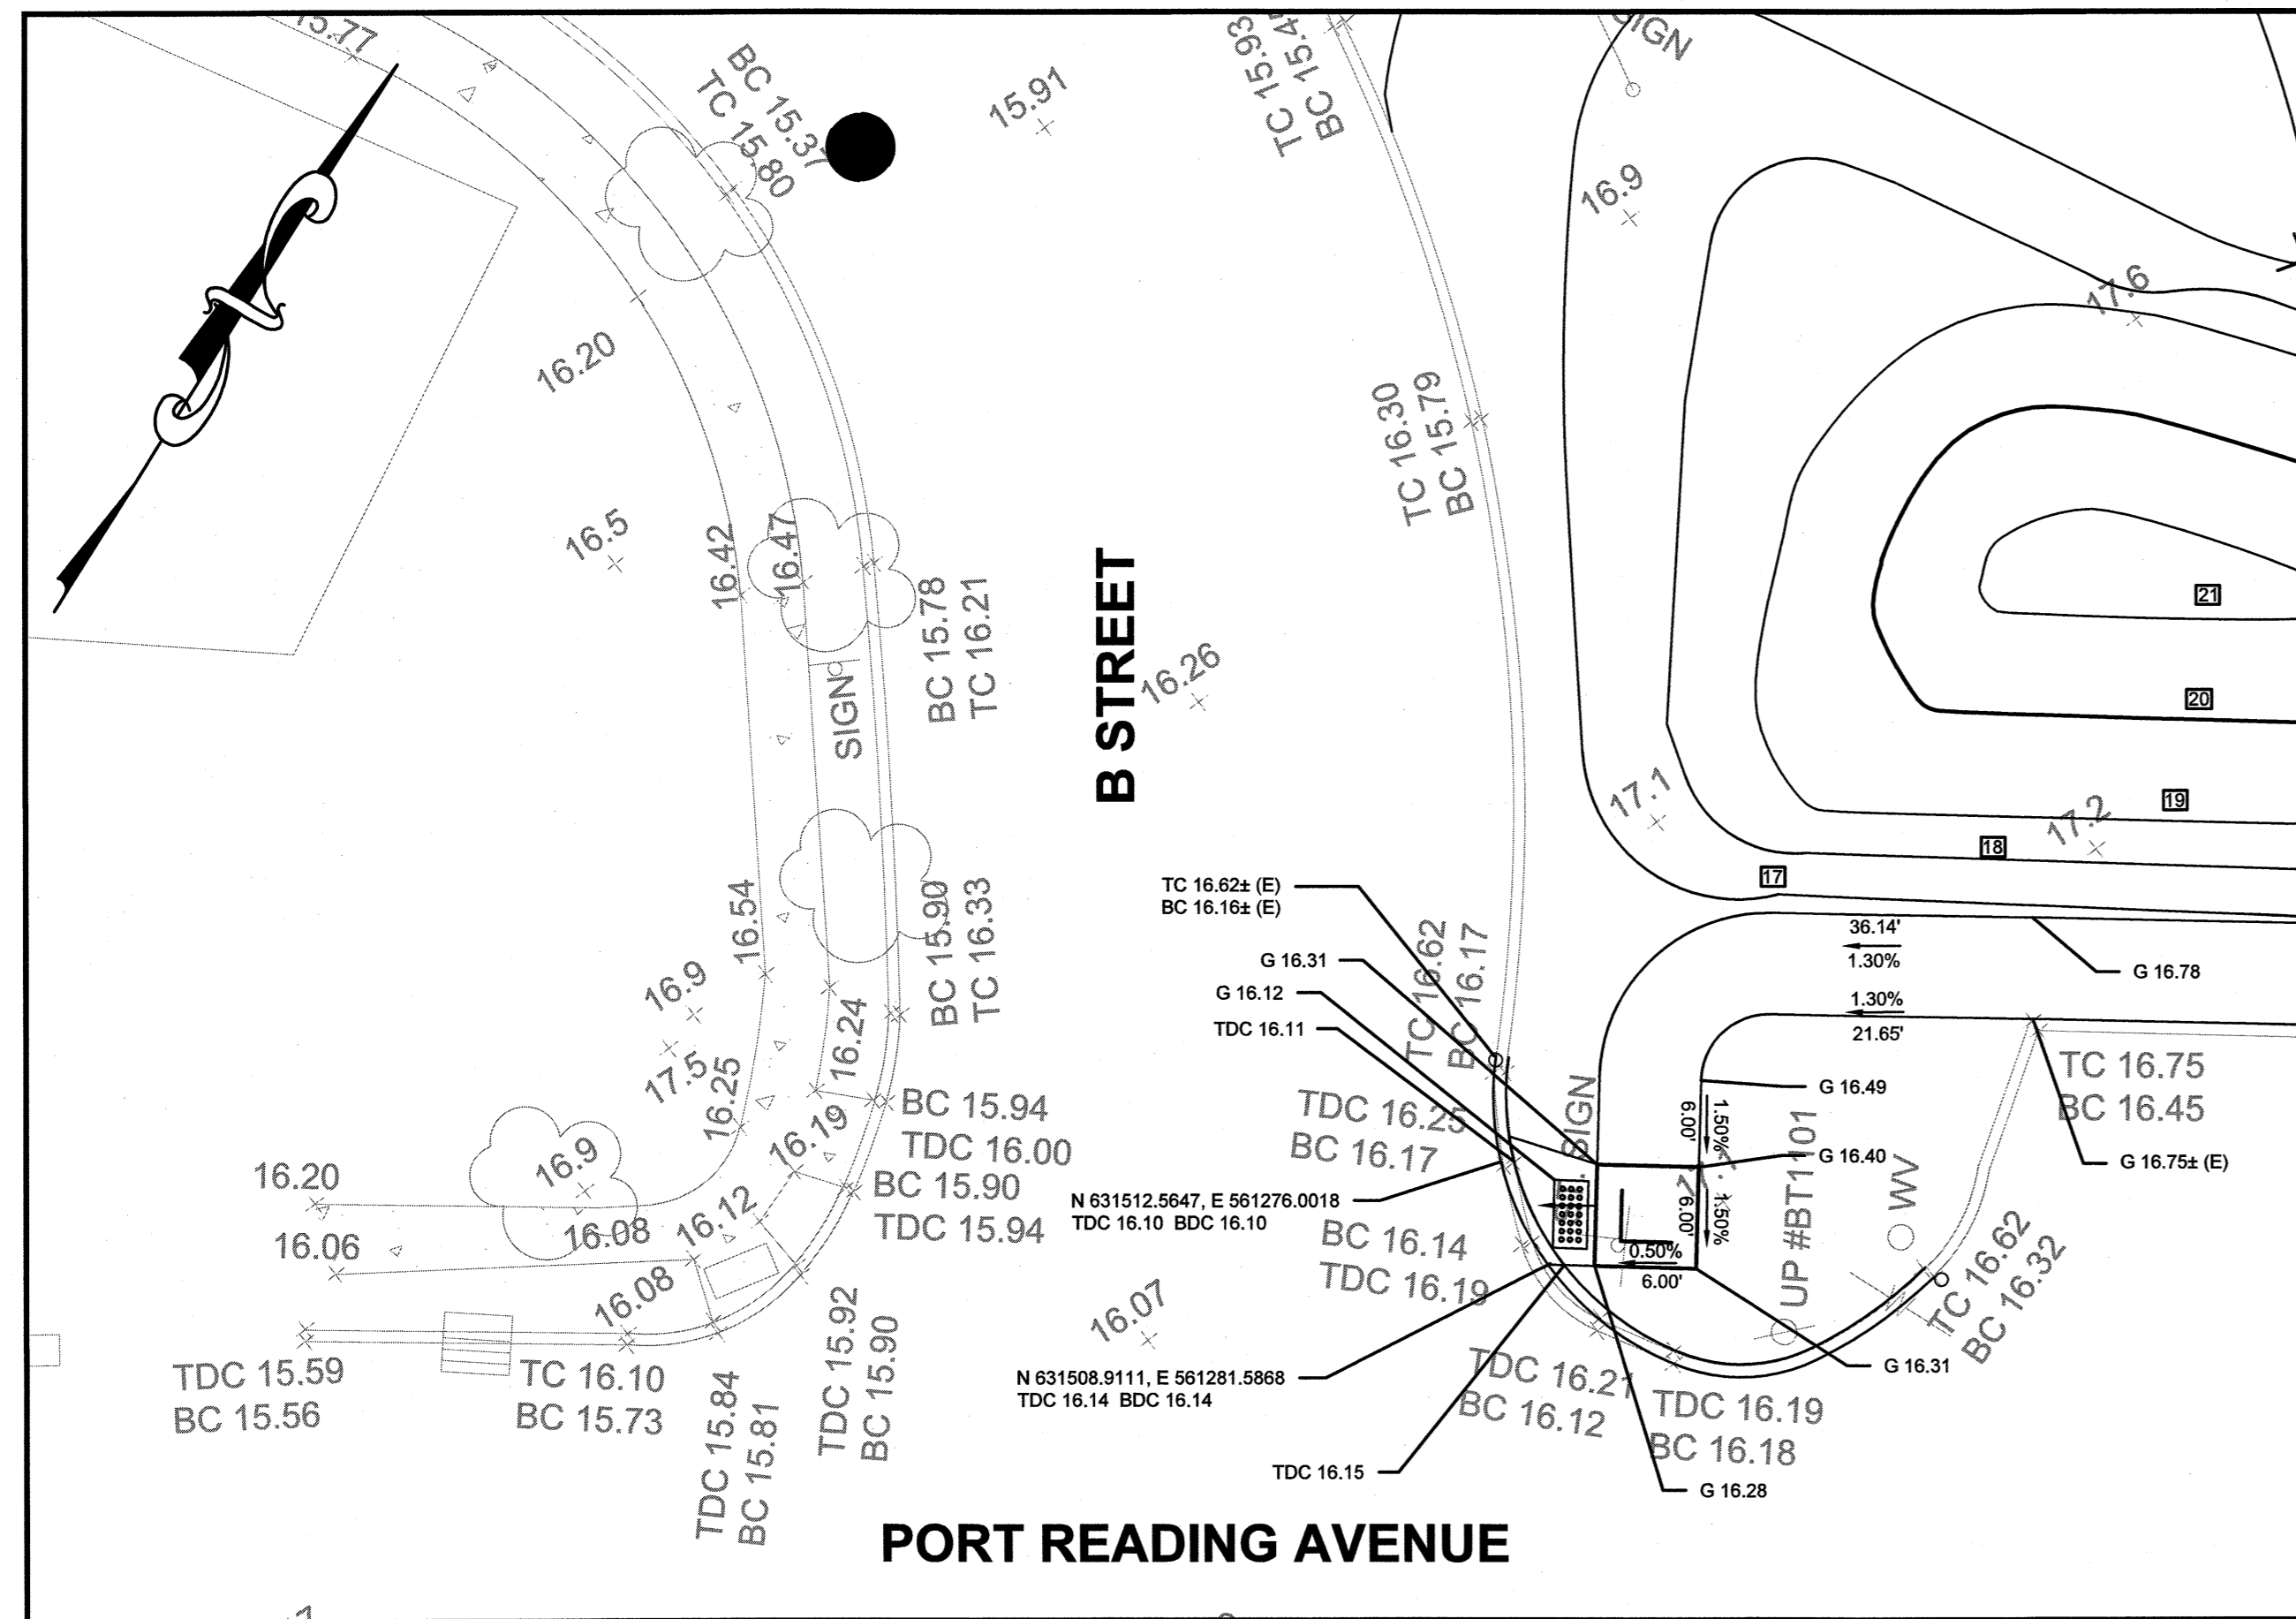 15.77
BC 15.37
TC 15.80
15.91
TC 15.93
SIGN
16.9
17.6
16.20
TC 16.30
BC 15.79
16.5
16.42
16.47
BC 15.78
TC 16.21
SIGN
B STREET
16.26
21
20
19
18
17
17.1
17.2
16.54
16.9
17.5
16.25
16.24
BC 15.90
TC 16.33
TC 16.62± (E)
BC 16.16± (E)
G 16.31
G 16.12
TDC 16.11
TC 16.62
BC 16.17
36.14'
1.30%
1.30%
21.65'
G 16.78
TC 16.75
BC 16.45
G 16.75± (E)
G 16.49
G 16.40
1.50%
6.00'
1.50%
6.00'
0.50%
6.00'
SIGN
TDC 16.25
BC 16.17
N 631512.5647, E 561276.0018
TDC 16.10 BDC 16.10
BC 16.14
TDC 16.19
UP #BT1101
WV
TC 16.62
BC 16.32
G 16.31
BC 15.94
TDC 16.00
BC 15.90
TDC 15.94
16.19
16.12
16.9
16.08
16.20
16.06
16.08
16.07
TDC 15.59
BC 15.56
TC 16.10
BC 15.73
TDC 15.84
BC 15.81
TDC 15.92
BC 15.90
N 631508.9111, E 561281.5868
TDC 16.14 BDC 16.14
TDC 16.21
BC 16.12
TDC 16.19
BC 16.18
TDC 16.15
G 16.28
PORT READING AVENUE